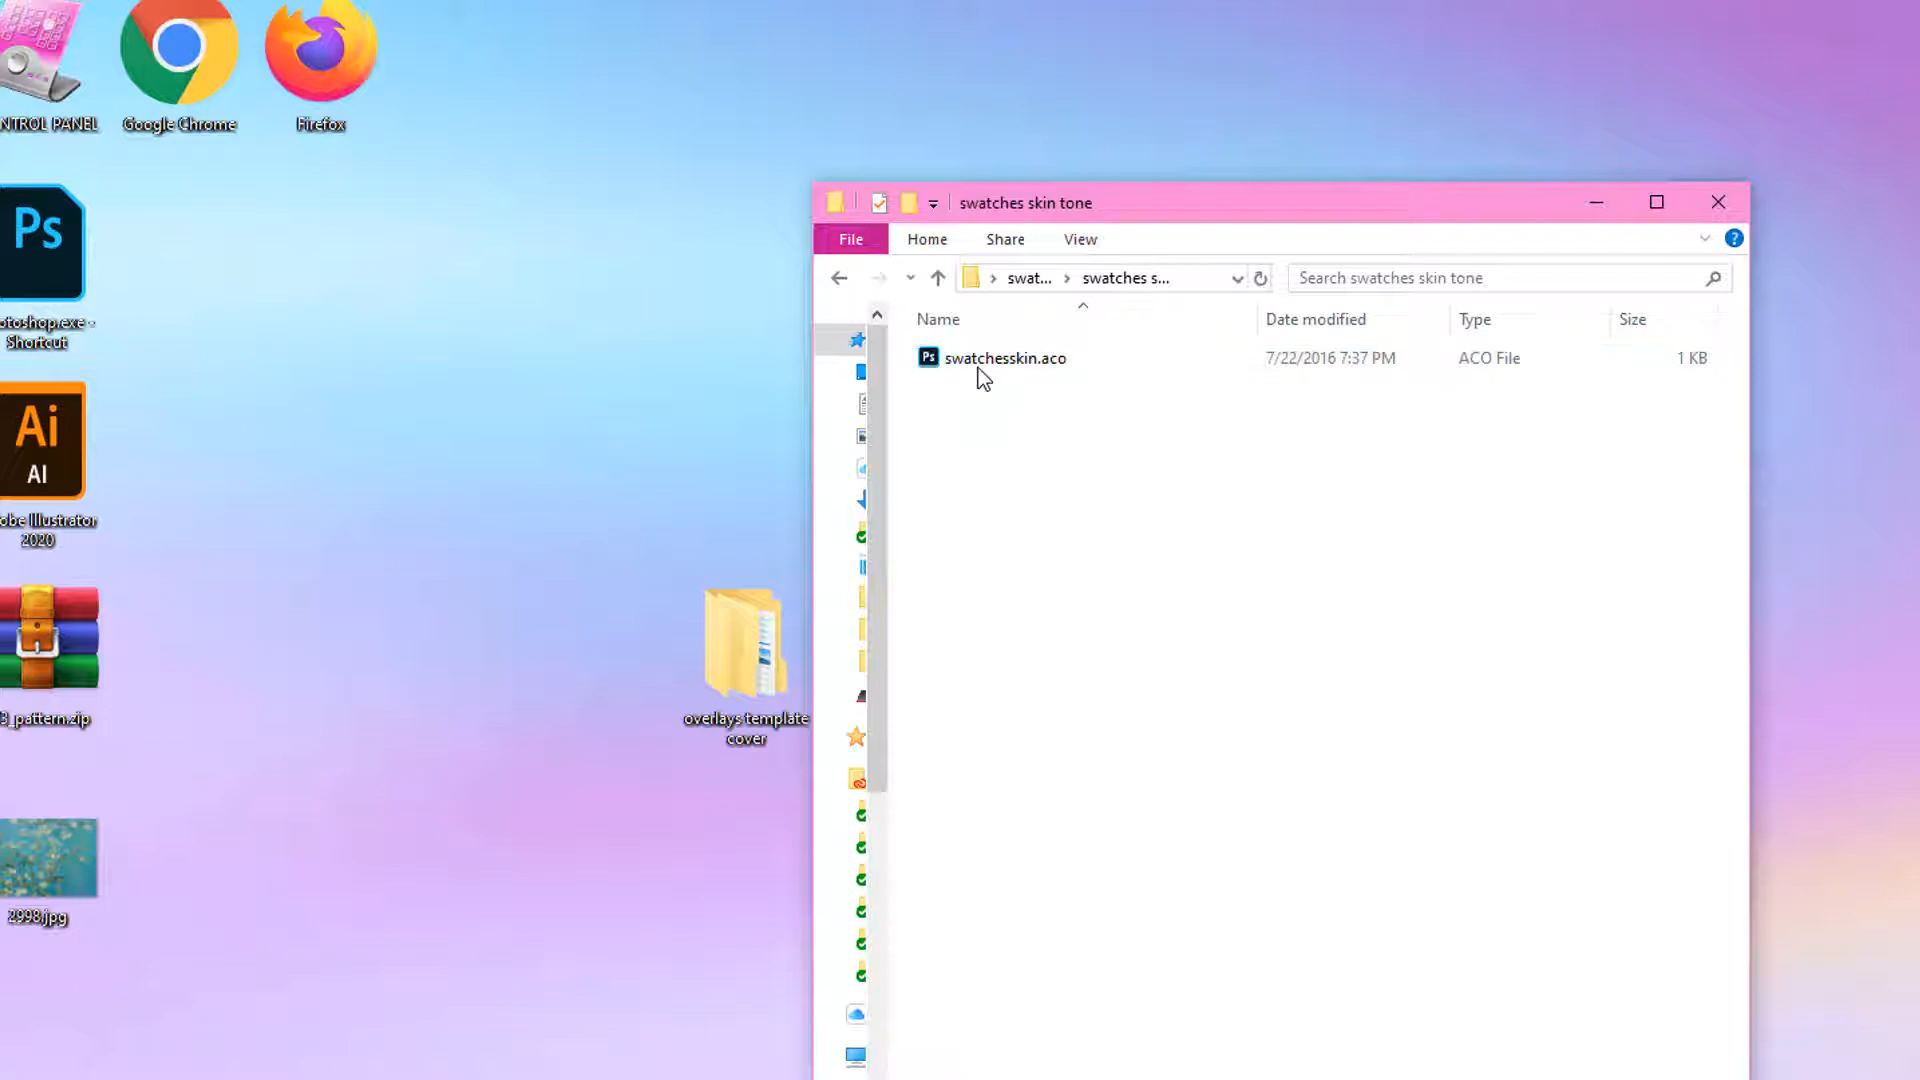 NTROL PANEL
Google Chrome
Firefox
Ps
otoshop.exe -
Shortcut
Ai
AI
obe Illustrator
2020
3_pattern.zip
2998.jpg
overlays template
cover
swatches skin tone
File
Home
Share
View
?
swat...
swatches s...
Search swatches skin tone
Name
Date modified
Type
Size
Ps
swatchesskin.aco
7/22/2016 7:37 PM
ACO File
1 KB